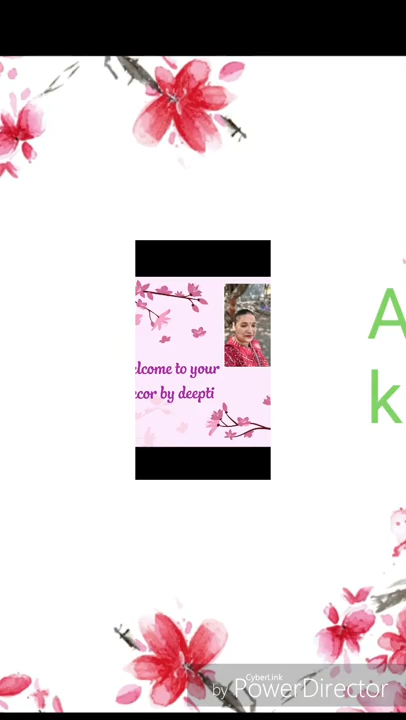 elcome to your
cor by deepti
A
k
CyberLink
by PowerDirector